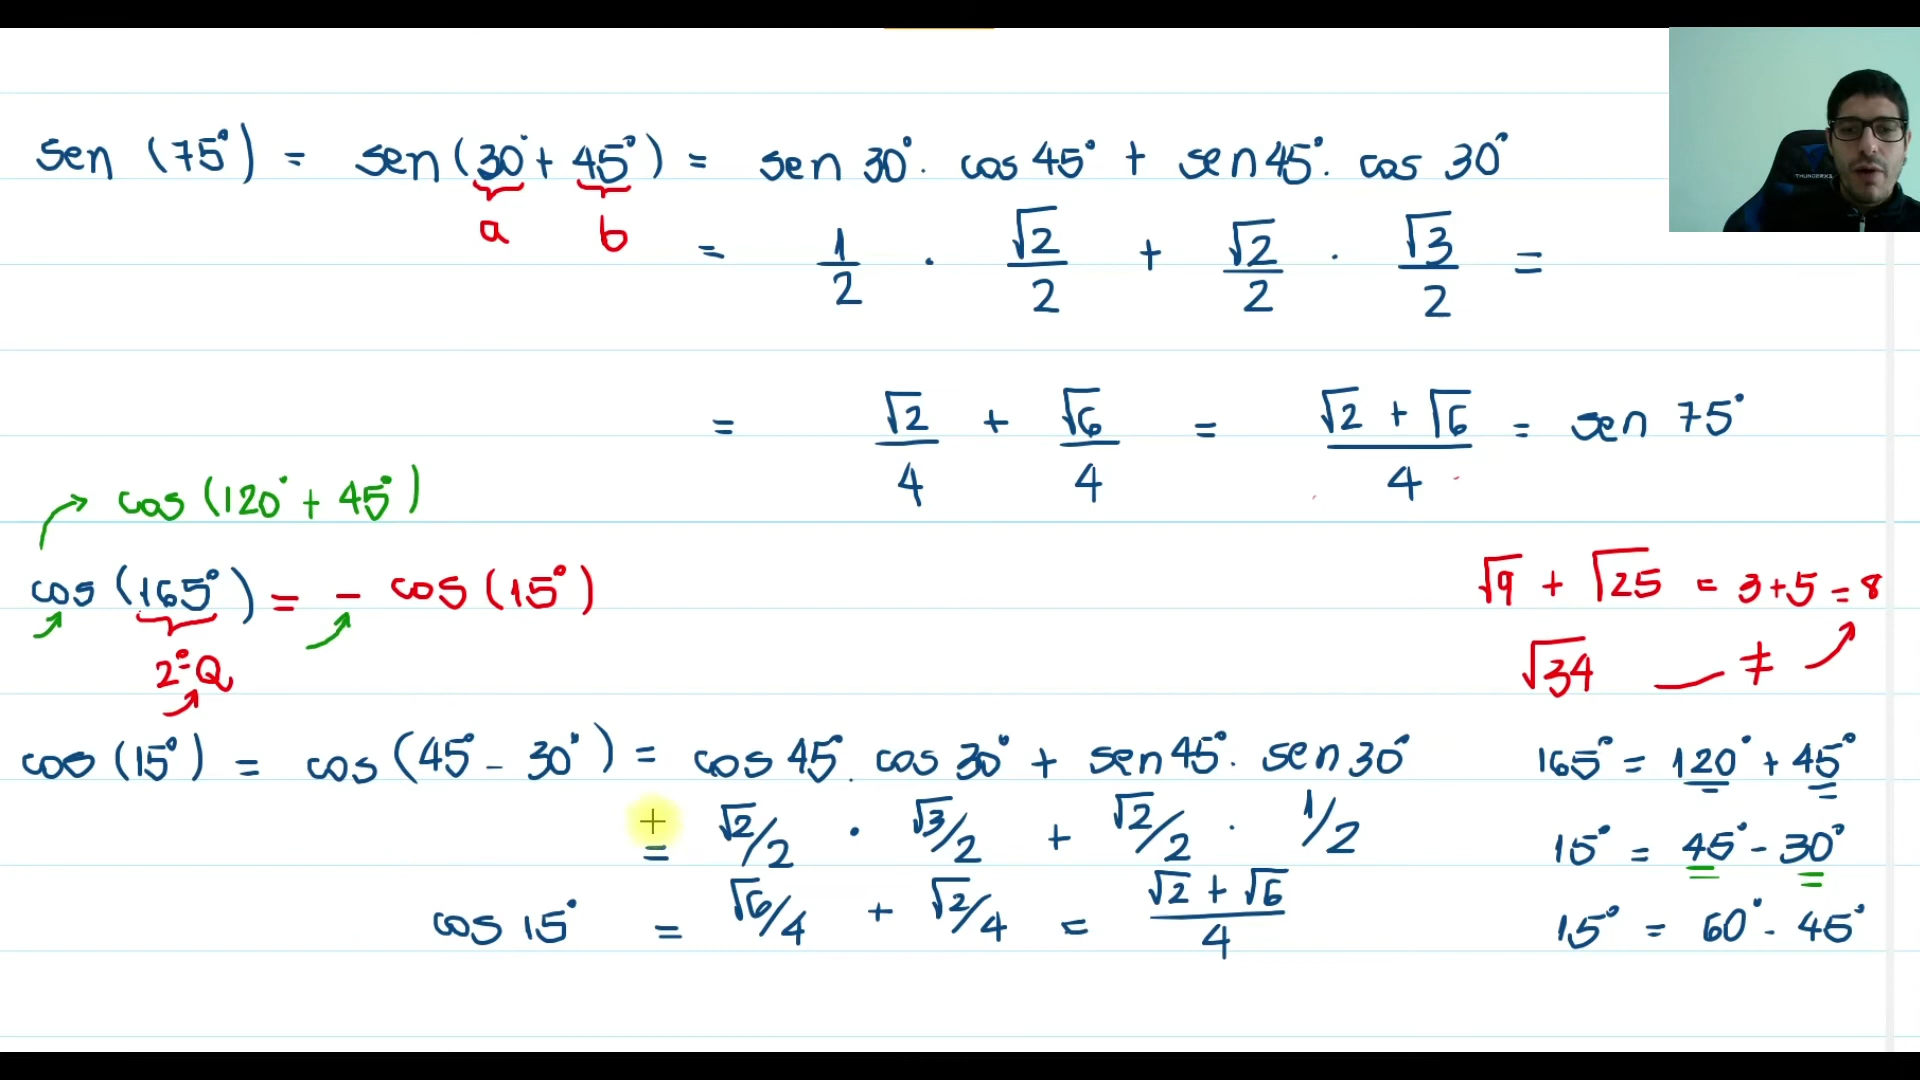 sen (75°) = sen (30° + 45°) = sen 30° · cos 45° + sen 45° · cos 30°
a b
= 1/2 · √2/2 + √2/2 · √3/2 =
= √2/4 + √6/4 = (√2 + √6)/4 = sen 75°
→ cos (120° + 45°)
cos (165°) = - cos (15°)
2º Q
√9 + √25 = 3+5 = 8
√34 ≠
cos (15°) = cos (45° - 30°) = cos 45° · cos 30° + sen 45° · sen 30°
= √2/2 · √3/2 + √2/2 · 1/2
cos 15° = √6/4 + √2/4 = (√2 + √6)/4
165° = 120° + 45°
15° = 45° - 30°
15° = 60° - 45°